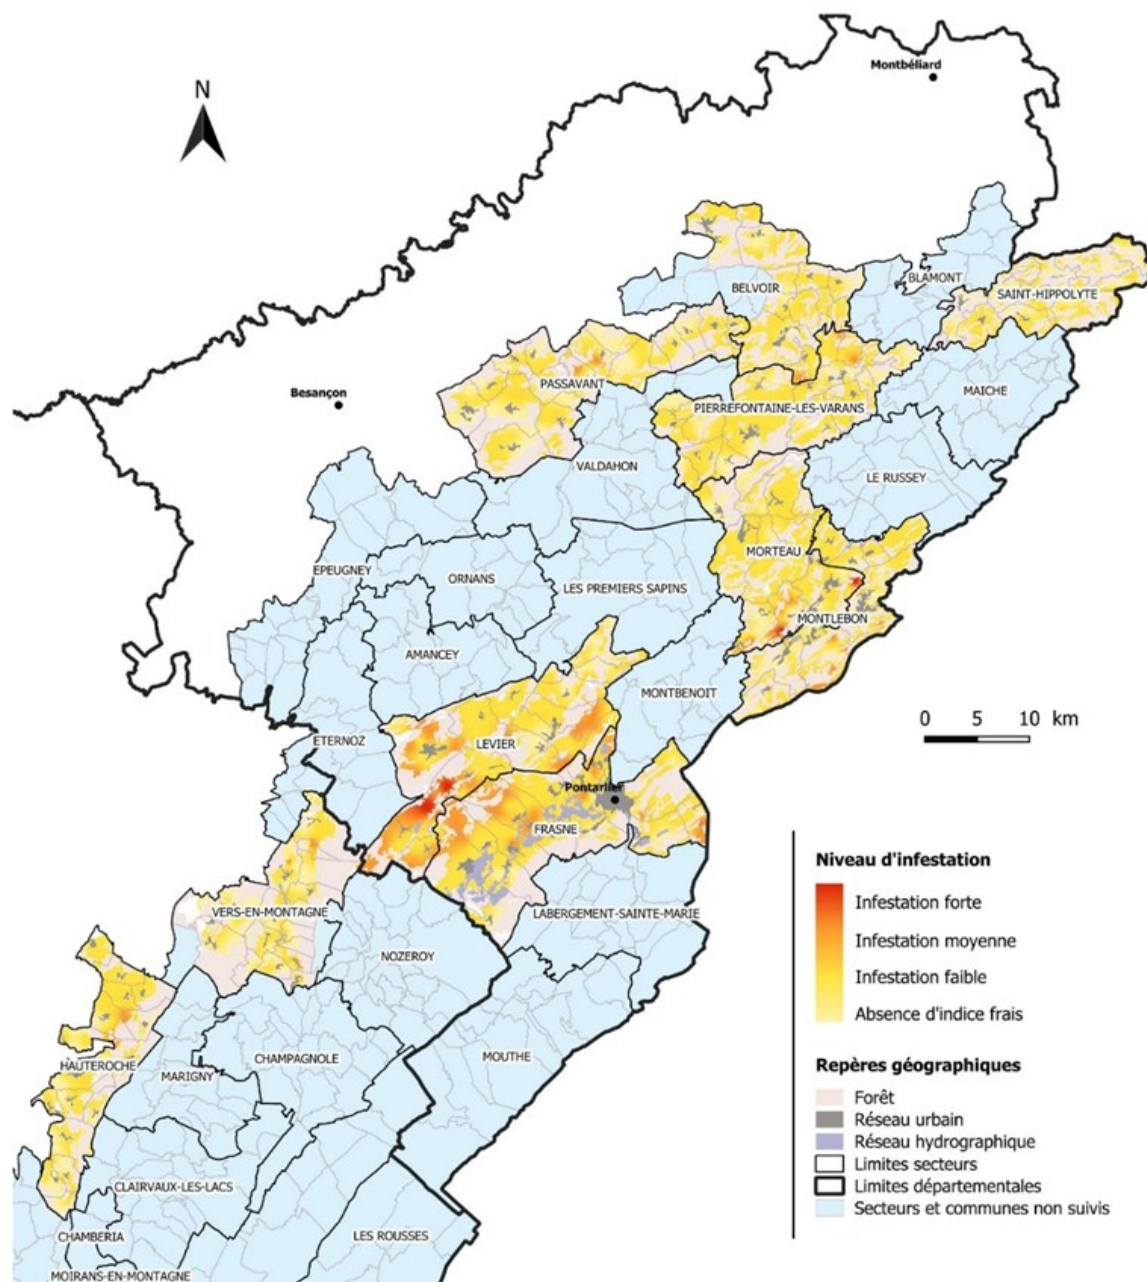 Montbéliard
N
BLAMONT
BELVOIR
SAINT-HIPPOLYTE
PASSAVANT
Besançon
MAICHE
PIERREFONTAINE-LES-VARANS
VALDAHON
LE RUSSEY
MORTEAU
EPEUGNEY
ORNANS
LES PREMIERS SAPINS
MONTLEBON
AMANCEY
MONTBENOIT
0 5 10 km
ETERNOZ
LEVIER
Pontarlier
FRASNE
Niveau d'infestation
Infestation forte
Infestation moyenne
Infestation faible
Absence d'indice frais
VERS-EN-MONTAGNE
LABERGEMENT-SAINTE-MARIE
NOZEROY
HAUTEROCHE
MARIGNY
CHAMPAGNOLE
MOUTHE
Repères géographiques
Forêt
Réseau urbain
Réseau hydrographique
Limites secteurs
Limites départementales
Secteurs et communes non suivis
CLAIRVAUX-LES-LACS
CHAMBERIA
LES ROUSSES
MOIRANS-EN-MONTAGNE